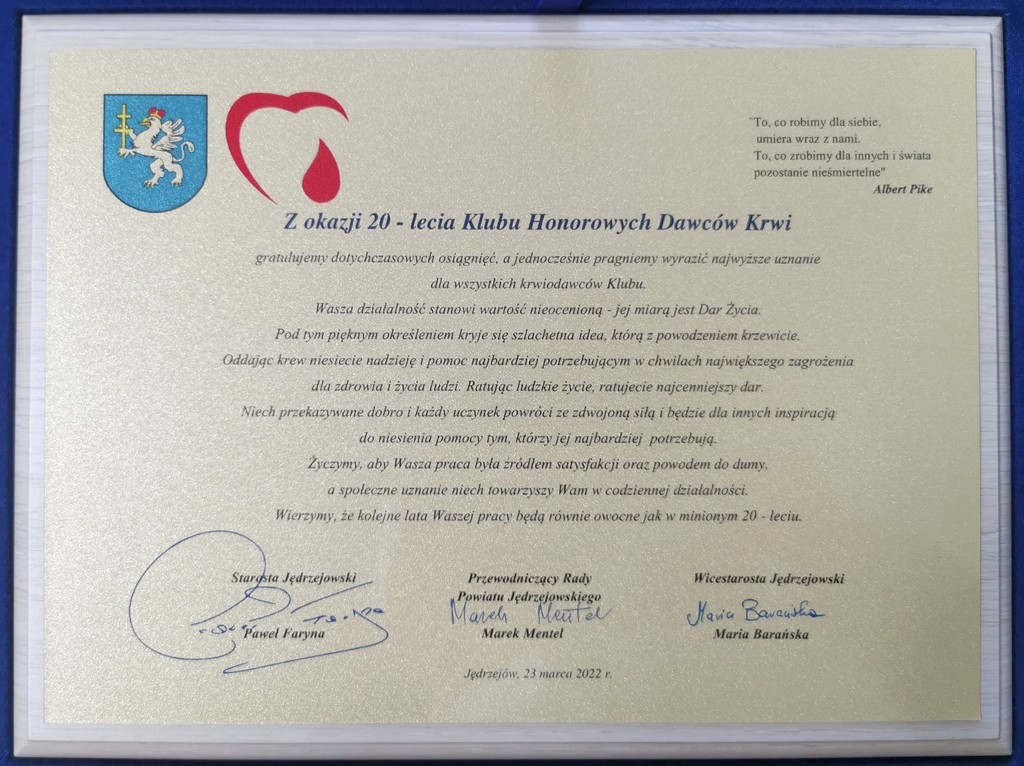 "To, co robimy dla siebie,
umiera wraz z nami.
To, co zrobimy dla innych i świata
pozostanie nieśmiertelne"
Albert Pike
Z okazji 20 - lecia Klubu Honorowych Dawców Krwi
gratulujemy dotychczasowych osiągnięć, a jednocześnie pragniemy wyrazić najwyższe uznanie
dla wszystkich krwiodawców Klubu.
Wasza działalność stanowi wartość nieocenioną - jej miarą jest Dar Życia.
Pod tym pięknym określeniem kryje się szlachetna idea, którą z powodzeniem krzewicie.
Oddając krew niesiecie nadzieję i pomoc najbardziej potrzebującym w chwilach największego zagrożenia
dla zdrowia i życia ludzi. Ratując ludzkie życie, ratujecie najcenniejszy dar.
Niech przekazywane dobro i każdy uczynek powróci ze zdwojoną siłą i będzie dla innych inspiracją
do niesienia pomocy tym, którzy jej najbardziej potrzebują.
Życzymy, aby Wasza praca była źródłem satysfakcji oraz powodem do dumy,
a społeczne uznanie niech towarzyszy Wam w codziennej działalności.
Wierzymy, że kolejne lata Waszej pracy będą równie owocne jak w minionym 20 - leciu.
Starosta Jędrzejowski
Paweł Faryna
Przewodniczący Rady
Powiatu Jędrzejowskiego
Marek Mentel
Marek Mentel
Wicestarosta Jędrzejowski
Maria Barańska
Maria Barańska
Jędrzejów, 23 marca 2022 r.